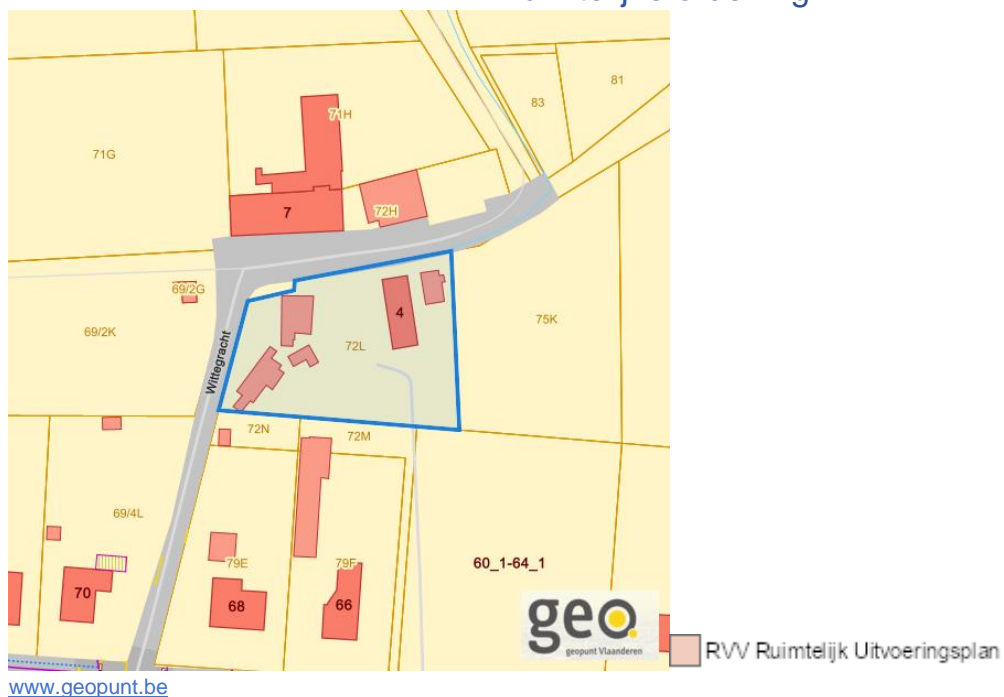 81
83
71H
71G
7
72H
69/2G
4
75K
69/2K
72L
Wittegracht
72N
72M
69/4L
79E
79F
60_1-64_1
70
68
66
geo
geopunt Vlaanderen
RVV Ruimtelijk Uitvoeringsplan
www.geopunt.be